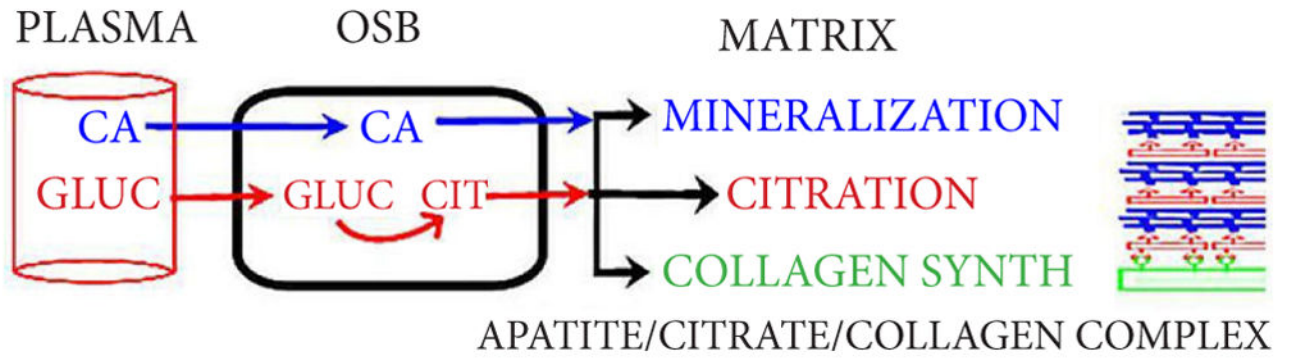 PLASMA OSB MATRIX
CA CA MINERALIZATION
GLUC GLUC CIT CITRATION
COLLAGEN SYNTH
APATITE/CITRATE/COLLAGEN COMPLEX